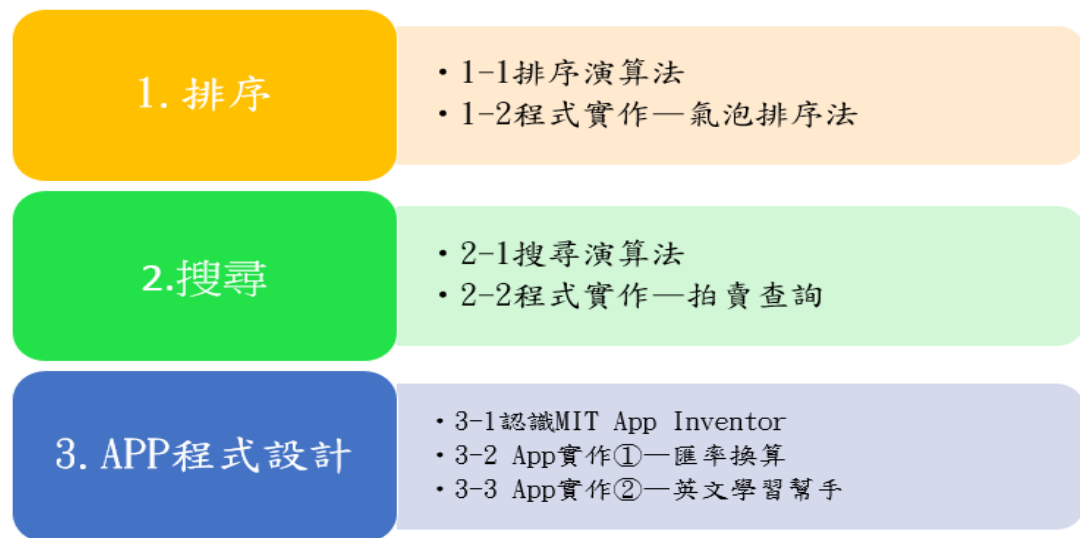 1. 排序
・1-1排序演算法
・1-2程式實作—氣泡排序法
2.搜尋
・2-1搜尋演算法
・2-2程式實作—拍賣查詢
3. APP程式設計
・3-1認識MIT App Inventor
・3-2 App實作①—匯率換算
・3-3 App實作②—英文學習幫手